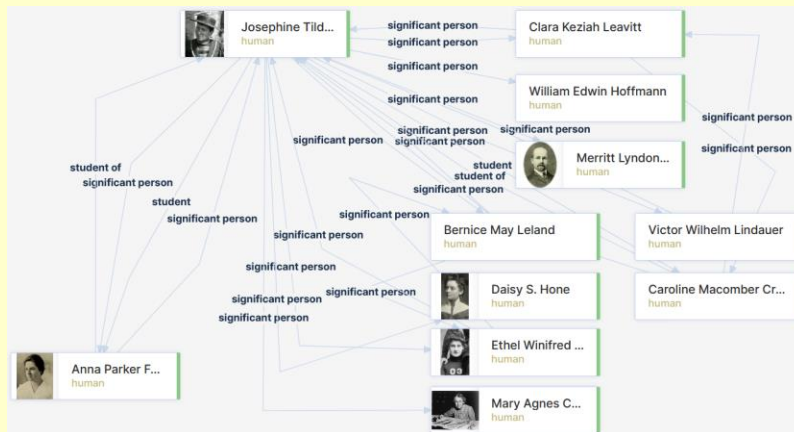 Josephine Tild...
human
significant person
significant person
significant person
Clara Keziah Leavitt
human
William Edwin Hoffmann
human
significant person
significant person
significant person
significant person
significant person
significant person
significant person
Merritt Lyndon...
human
student of
significant person
student
significant person
student
student of
significant person
significant person
significant person
Bernice May Leland
human
Victor Wilhelm Lindauer
human
significant person
significant person
significant person
significant person
Daisy S. Hone
human
Caroline Macomber Cr...
human
Ethel Winifred ...
human
Anna Parker F...
human
Mary Agnes C...
human